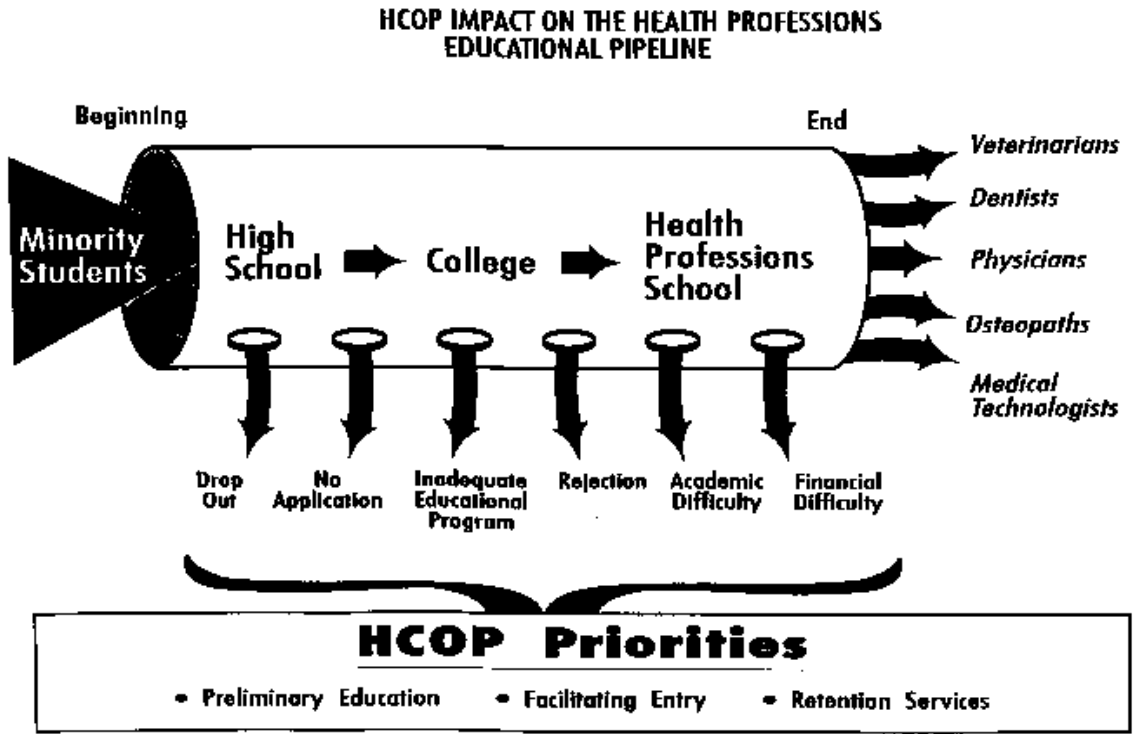 HCOP IMPACT ON THE HEALTH PROFESSIONS
EDUCATIONAL PIPELINE
Beginning
End
Minority
Students
High
School
College
Health
Professions
School
Veterinarians
Dentists
Physicians
Osteopaths
Medical
Technologists
Drop
Out
No
Application
Inadequate
Educational
Program
Rejection
Academic
Difficulty
Financial
Difficulty
HCOP Priorities
• Preliminary Education • Facilitating Entry • Retention Services